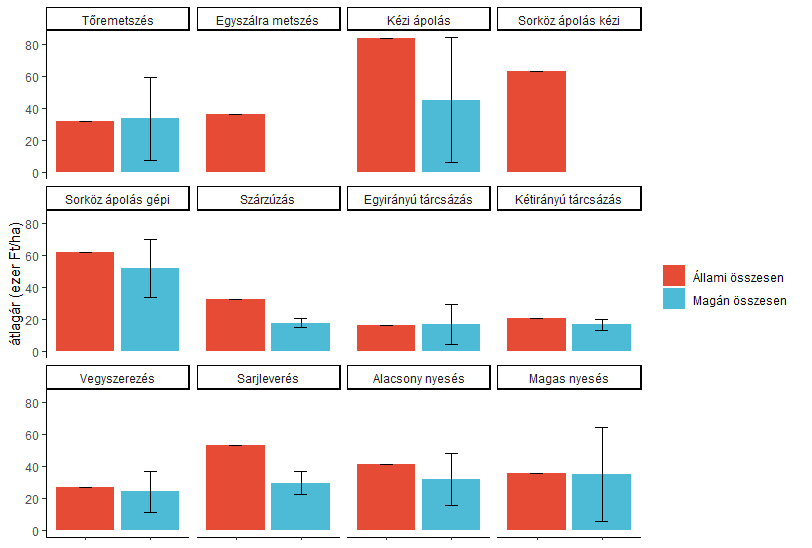 Tőremetszés Egyszálra metszés Kézi ápolás Sorköz ápolás kézi
80
60
40
20
0
Sorköz ápolás gépi Szárzúzás Egyirányú tárcsázás Kétirányú tárcsázás
80
60
40
20
0
átlagár (ezer Ft/ha)
Vegyszerezés Sarjleverés Alacsony nyesés Magas nyesés
80
60
40
20
0
Állami összesen
Magán összesen